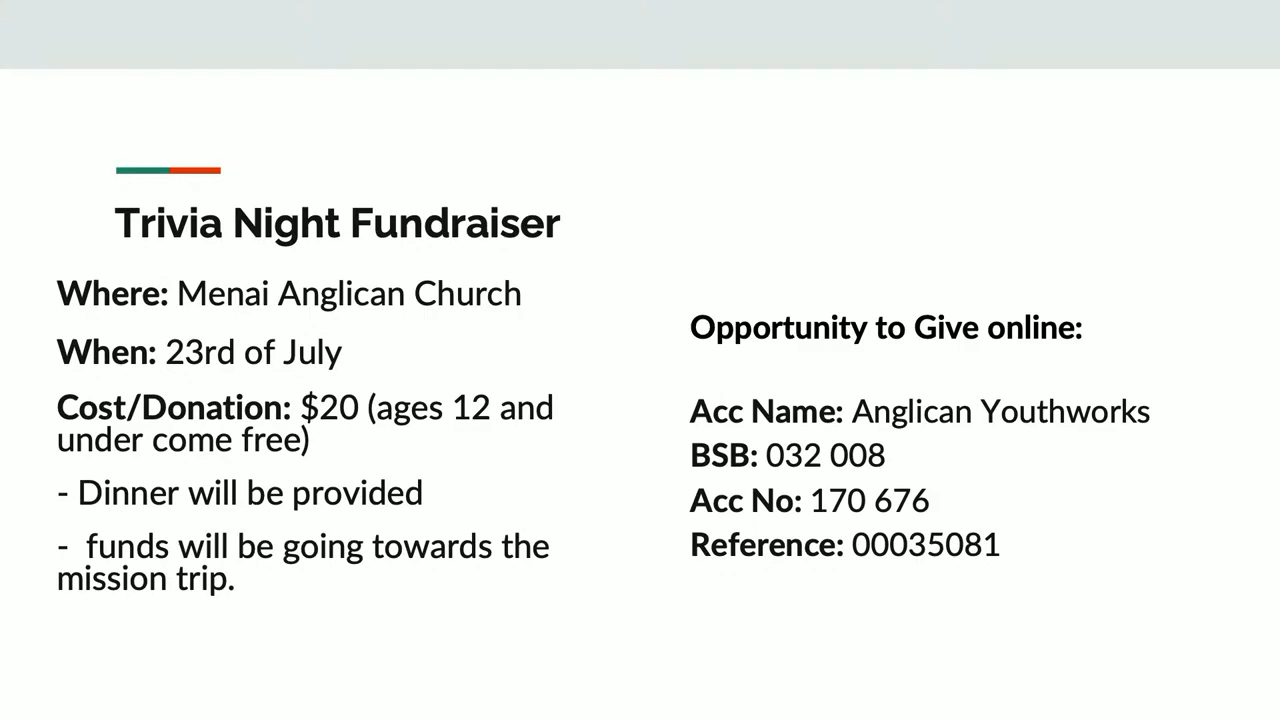 Trivia Night Fundraiser
Where: Menai Anglican Church
When: 23rd of July
Cost/Donation: $20 (ages 12 and
under come free)
- Dinner will be provided
-  funds will be going towards the
mission trip.
Opportunity to Give online:
Acc Name: Anglican Youthworks
BSB: 032 008
Acc No: 170 676
Reference: 00035081